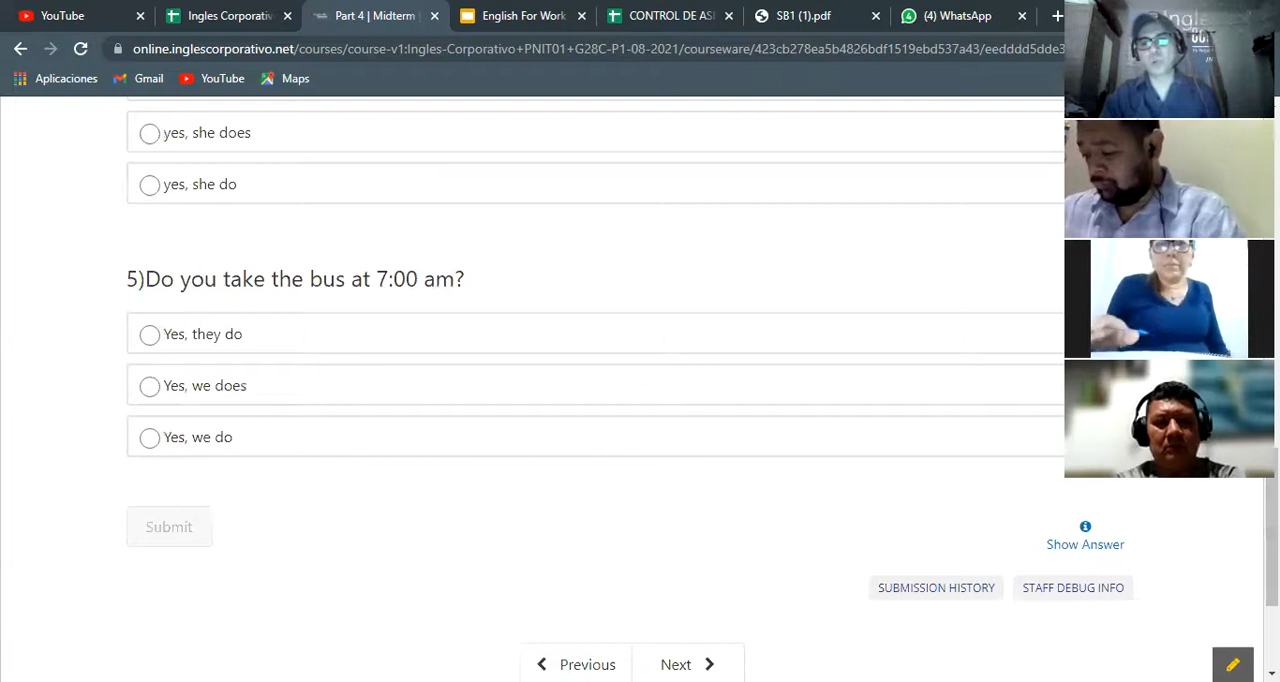 YouTube
Ingles Corporativ
Part 4 | Midterm
English For Work
CONTROL DE ASI
SB1 (1).pdf
(4) WhatsApp
online.inglescorporativo.net/courses/course-v1:Ingles-Corporativo+PNIT01+G28C-P1-08-2021/courseware/423cb278ea5b4826bdf1519ebd537a43/eedddd5dde3
Aplicaciones
Gmail
YouTube
Maps
yes, she does
yes, she do
5)Do you take the bus at 7:00 am?
Yes, they do
Yes, we does
Yes, we do
Submit
Show Answer
SUBMISSION HISTORY
STAFF DEBUG INFO
Previous
Next